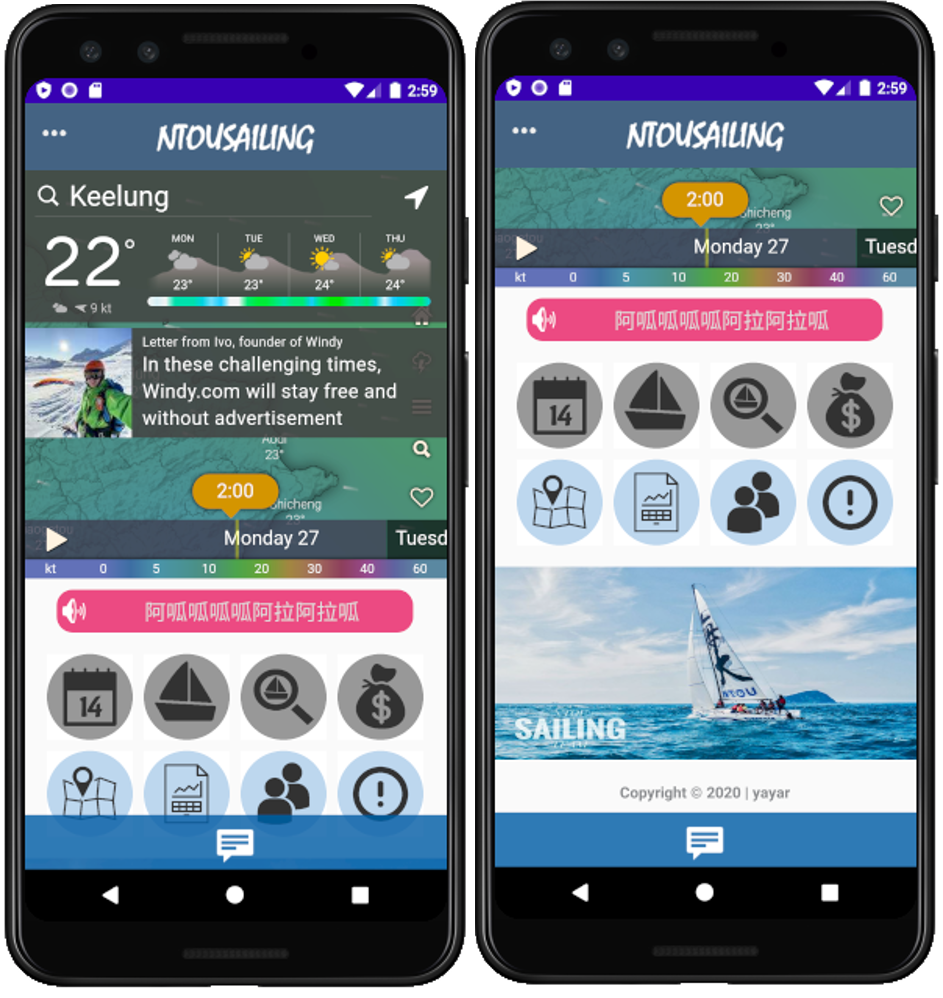 2:59
NTOUSAILING
Keelung
22°
MON TUE WED THU
23° 23° 24° 24°
9 kt
Letter from Ivo, founder of Windy
In these challenging times,
Windy.com will stay free and
without advertisement
23°
2:00
Shicheng
23°
Monday 27
Tuesd
kt 0 5 10 20 30 40 60
阿呱呱呱呱阿拉阿拉呱
14
$
2:59
NTOUSAILING
2:00
Shicheng
23°
Monday 27
Tuesd
kt 0 5 10 20 30 40 60
阿呱呱呱呱阿拉阿拉呱
14
$
NTOU
SAILING
Copyright © 2020 | yayar